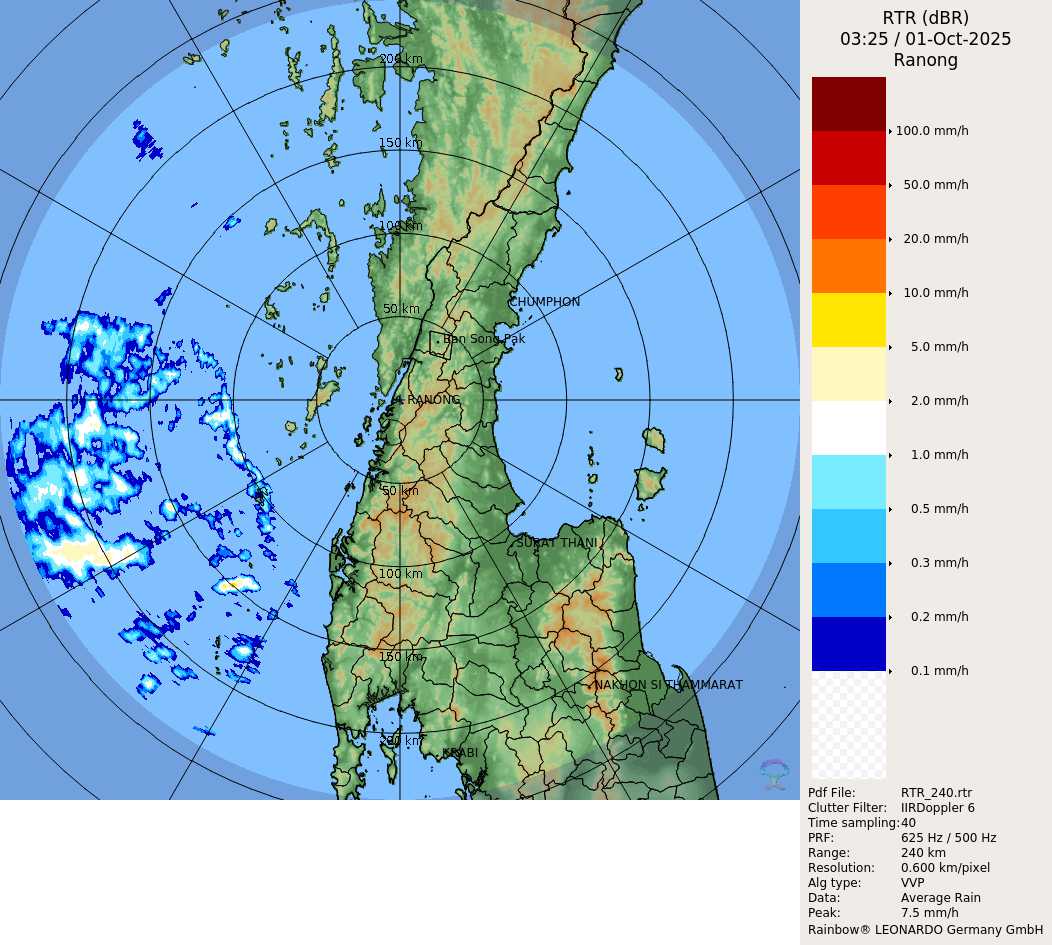 200 km
150 km
100 km
50 km
CHUMPHON
Ban Song Pak
RANONG
50 km
SURAT THANI
100 km
150 km
NAKHON SI THAMMARAT
200 km
KRABI
RTR (dBR)
03:25 / 01-Oct-2025
Ranong
100.0 mm/h
50.0 mm/h
20.0 mm/h
10.0 mm/h
5.0 mm/h
2.0 mm/h
1.0 mm/h
0.5 mm/h
0.3 mm/h
0.2 mm/h
0.1 mm/h
Pdf File: RTR_240.rtr
Clutter Filter: IIRDoppler 6
Time sampling: 40
PRF: 625 Hz / 500 Hz
Range: 240 km
Resolution: 0.600 km/pixel
Alg type: VVP
Data: Average Rain
Peak: 7.5 mm/h
Rainbow® LEONARDO Germany GmbH